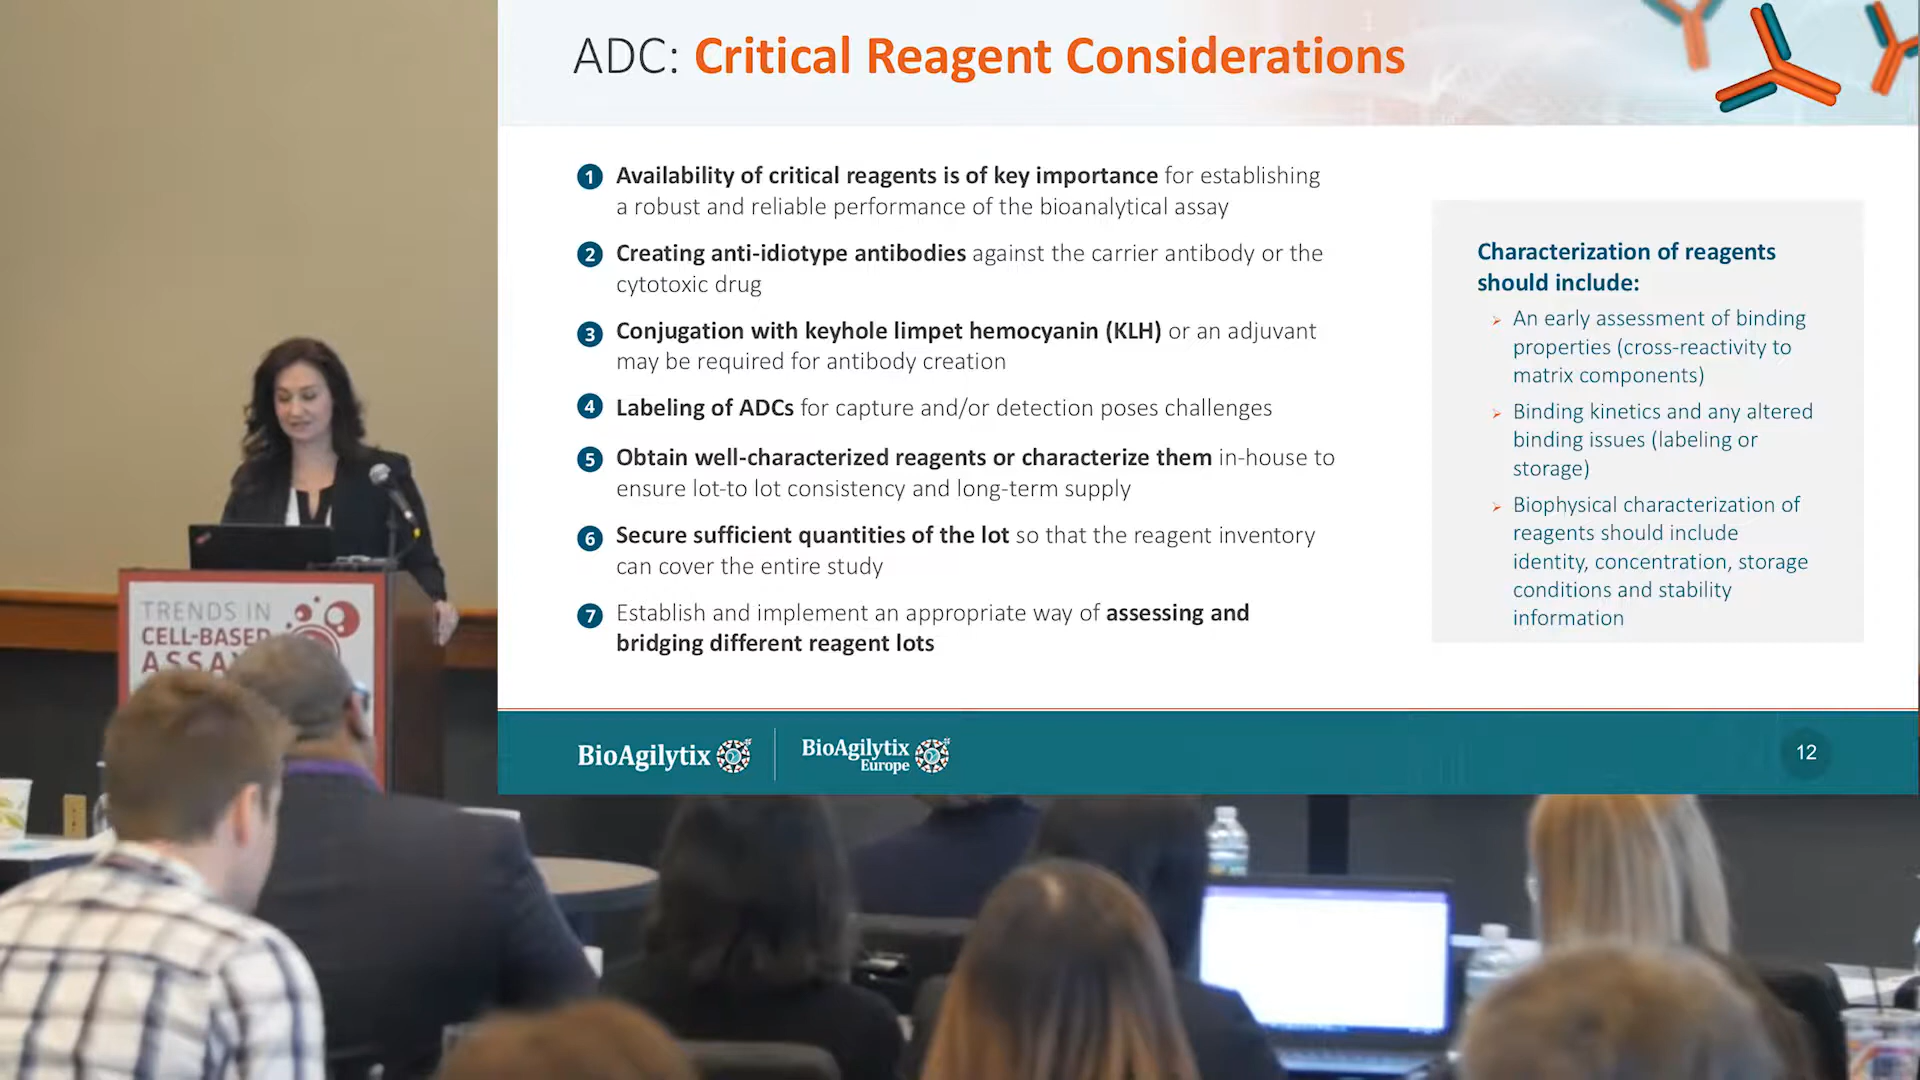 ADC: Critical Reagent Considerations
1 Availability of critical reagents is of key importance for establishing
a robust and reliable performance of the bioanalytical assay
2 Creating anti-idiotype antibodies against the carrier antibody or the
cytotoxic drug
3 Conjugation with keyhole limpet hemocyanin (KLH) or an adjuvant
may be required for antibody creation
4 Labeling of ADCs for capture and/or detection poses challenges
5 Obtain well-characterized reagents or characterize them in-house to
ensure lot-to lot consistency and long-term supply
6 Secure sufficient quantities of the lot so that the reagent inventory
can cover the entire study
7 Establish and implement an appropriate way of assessing and
bridging different reagent lots
Characterization of reagents
should include:
An early assessment of binding
properties (cross-reactivity to
matrix components)
Binding kinetics and any altered
binding issues (labeling or
storage)
Biophysical characterization of
reagents should include
identity, concentration, storage
conditions and stability
information
BioAgilytix
BioAgilytix
Europe
12
TRENDS IN
CELL-BASED
ASSAY